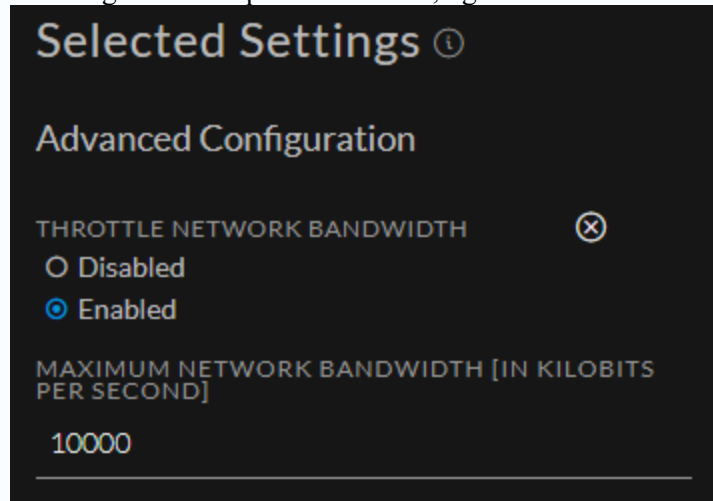 Selected Settings
Advanced Configuration
THROTTLE NETWORK BANDWIDTH
Disabled
Enabled
MAXIMUM NETWORK BANDWIDTH [IN KILOBITS
PER SECOND]
10000